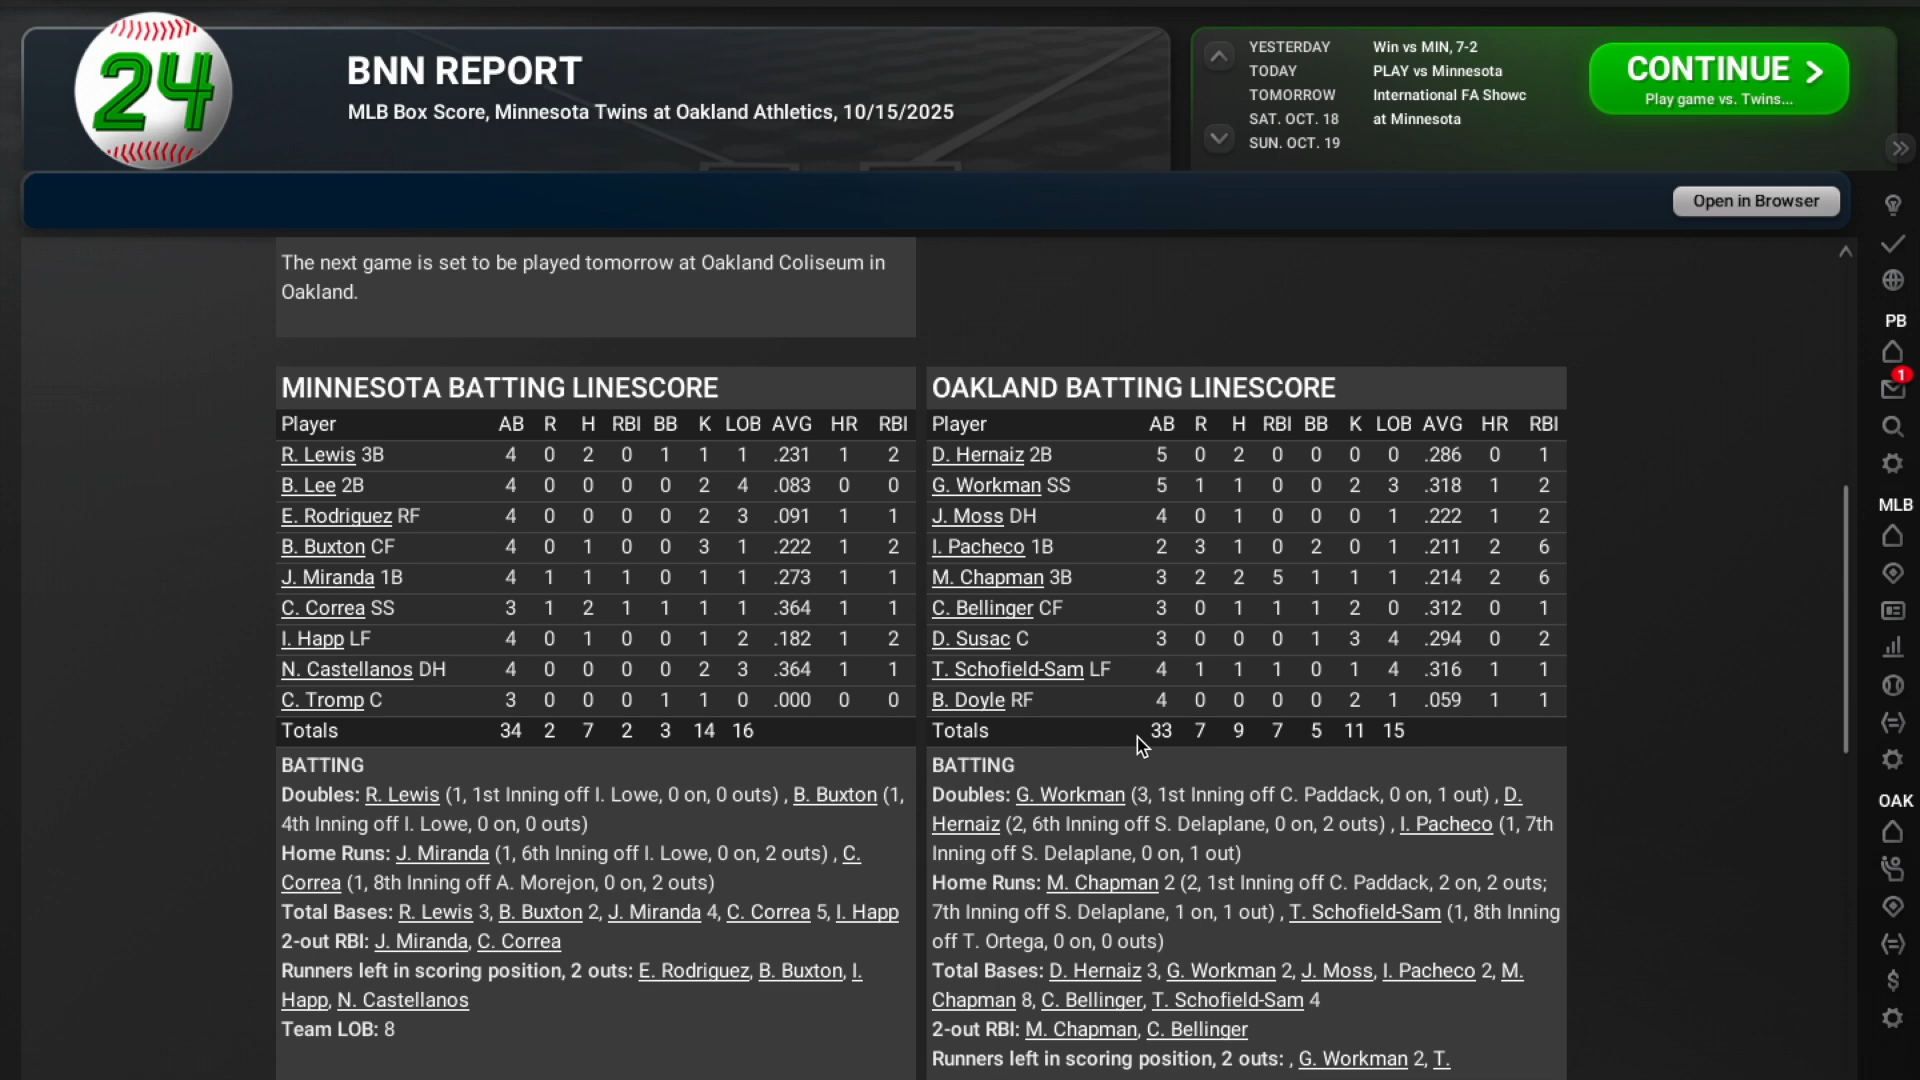 24
BNN REPORT
MLB Box Score, Minnesota Twins at Oakland Athletics, 10/15/2025
YESTERDAY Win vs MIN, 7-2
TODAY PLAY vs Minnesota
TOMORROW International FA Showc
SAT. OCT. 18 at Minnesota
SUN. OCT. 19
CONTINUE
Play game vs. Twins...
Open in Browser
The next game is set to be played tomorrow at Oakland Coliseum in
Oakland.
MINNESOTA BATTING LINESCORE
Player AB R H RBI BB K LOB AVG HR RBI
R. Lewis 3B 4 0 2 0 1 1 1 .231 1 2
B. Lee 2B 4 0 0 0 0 2 4 .083 0 0
E. Rodriguez RF 4 0 0 0 0 2 3 .091 1 1
B. Buxton CF 4 0 1 0 0 3 1 .222 1 2
J. Miranda 1B 4 1 1 1 0 1 1 .273 1 1
C. Correa SS 3 1 2 1 1 1 1 .364 1 1
I. Happ LF 4 0 1 0 0 1 2 .182 1 2
N. Castellanos DH 4 0 0 0 0 2 3 .364 1 1
C. Tromp C 3 0 0 0 1 1 0 .000 0 0
Totals 34 2 7 2 3 14 16
BATTING
Doubles: R. Lewis (1, 1st Inning off I. Lowe, 0 on, 0 outs) , B. Buxton (1,
4th Inning off I. Lowe, 0 on, 0 outs)
Home Runs: J. Miranda (1, 6th Inning off I. Lowe, 0 on, 2 outs) , C.
Correa (1, 8th Inning off A. Morejon, 0 on, 2 outs)
Total Bases: R. Lewis 3, B. Buxton 2, J. Miranda 4, C. Correa 5, I. Happ
2-out RBI: J. Miranda, C. Correa
Runners left in scoring position, 2 outs: E. Rodriguez, B. Buxton, I.
Happ, N. Castellanos
Team LOB: 8
OAKLAND BATTING LINESCORE
Player AB R H RBI BB K LOB AVG HR RBI
D. Hernaiz 2B 5 0 2 0 0 0 0 .286 0 1
G. Workman SS 5 1 1 0 0 2 3 .318 1 2
J. Moss DH 4 0 1 0 0 0 1 .222 1 2
I. Pacheco 1B 2 3 1 0 2 0 1 .211 2 6
M. Chapman 3B 3 2 2 5 1 1 1 .214 2 6
C. Bellinger CF 3 0 1 1 1 2 0 .312 0 1
D. Susac C 3 0 0 0 1 3 4 .294 0 2
T. Schofield-Sam LF 4 1 1 1 0 1 4 .316 1 1
B. Doyle RF 4 0 0 0 0 2 1 .059 1 1
Totals 33 7 9 7 5 11 15
BATTING
Doubles: G. Workman (3, 1st Inning off C. Paddack, 0 on, 1 out) , D.
Hernaiz (2, 6th Inning off S. Delaplane, 0 on, 2 outs) , I. Pacheco (1, 7th
Inning off S. Delaplane, 0 on, 1 out)
Home Runs: M. Chapman 2 (2, 1st Inning off C. Paddack, 2 on, 2 outs;
7th Inning off S. Delaplane, 1 on, 1 out) , T. Schofield-Sam (1, 8th Inning
off T. Ortega, 0 on, 0 outs)
Total Bases: D. Hernaiz 3, G. Workman 2, J. Moss, I. Pacheco 2, M.
Chapman 8, C. Bellinger, T. Schofield-Sam 4
2-out RBI: M. Chapman, C. Bellinger
Runners left in scoring position, 2 outs: , G. Workman 2, T.
PB
1
MLB
OAK